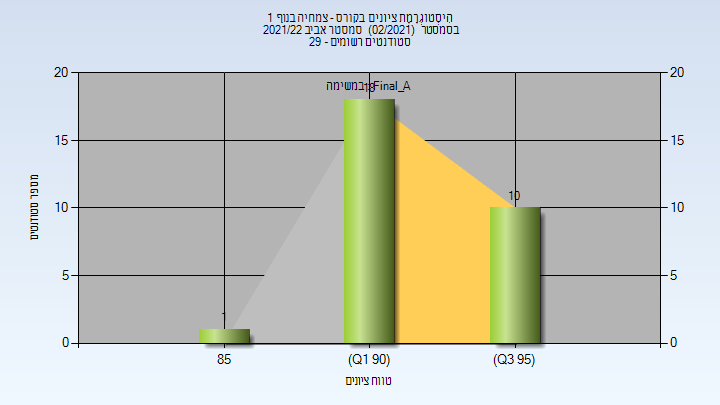 היסטוגרמת ציונים בקורס - צמחיה בנוף 1
בסמסטר (02/2021) סמסטר אביב 2021/22
סטודנטים רשומים - 29
20
20
במשימה: Final_A
18
15
15
10
10
10
5
5
1
0
0
85
(Q1 90)
(Q3 95)
מספר סטודנטים
טווח ציונים